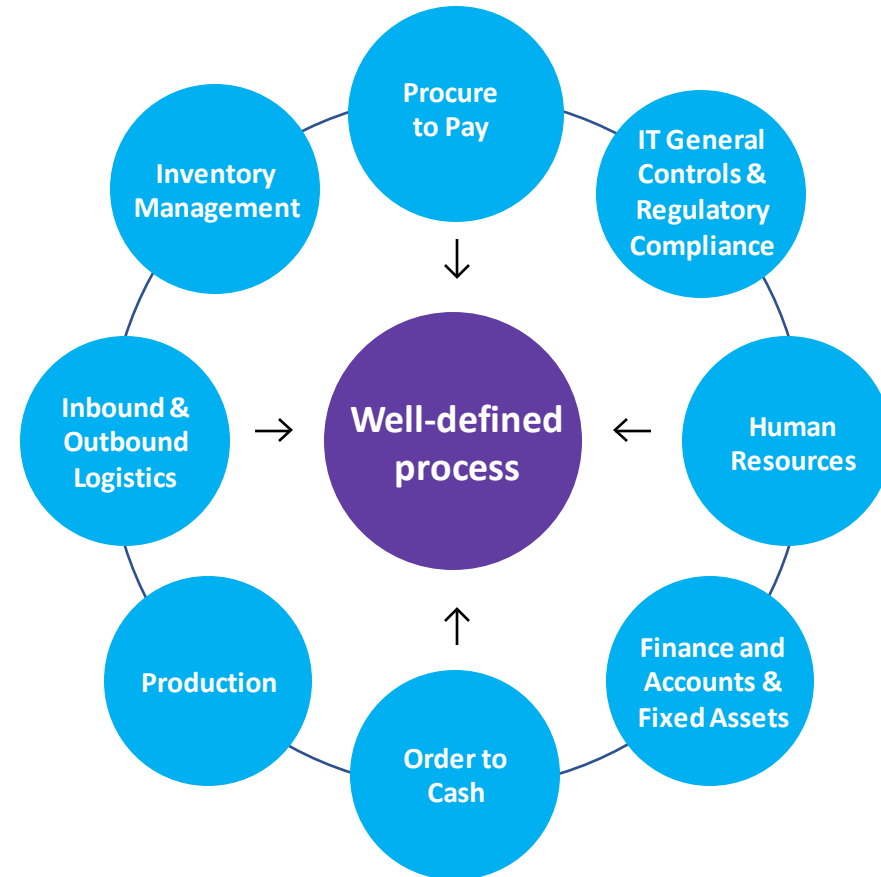 Procure
to Pay
IT General
Controls &
Regulatory
Compliance
Human
Resources
Finance and
Accounts &
Fixed Assets
Order to
Cash
Production
Inbound &
Outbound
Logistics
Inventory
Management
Well-defined
process